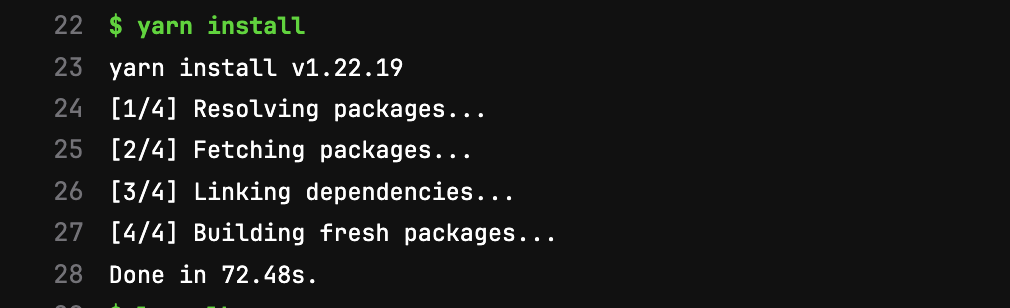 22 $ yarn install
23 yarn install v1.22.19
24 [1/4] Resolving packages...
25 [2/4] Fetching packages...
26 [3/4] Linking dependencies...
27 [4/4] Building fresh packages...
28 Done in 72.48s.